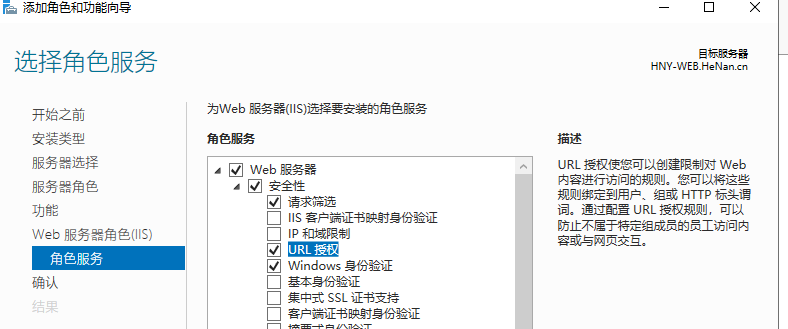 添加角色和功能向导
选择角色服务
目标服务器
HNY-WEB.HeNan.cn
开始之前
安装类型
服务器选择
服务器角色
功能
Web 服务器角色(IIS)
角色服务
确认
结果
为Web 服务器(IIS)选择要安装的角色服务
角色服务
Web 服务器
安全性
请求筛选
IIS 客户端证书映射身份验证
IP 和域限制
URL 授权
Windows 身份验证
基本身份验证
集中式 SSL 证书支持
客户端证书映射身份验证
摘要式身份验证
描述
URL 授权使您可以创建限制对 Web
内容进行访问的规则。您可以将这些
规则绑定到用户、组或 HTTP 标头谓
词。通过配置 URL 授权规则，可以
防止不属于特定组成员的员工访问内
容或与网页交互。